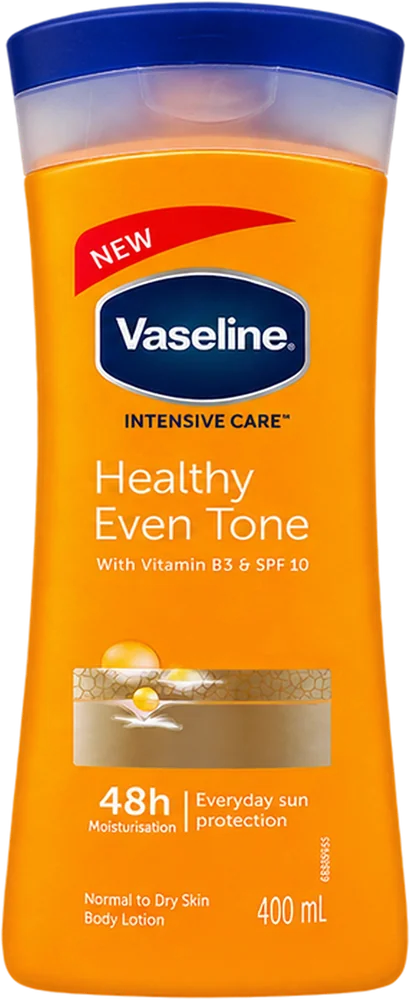 NEW
Vaseline®
INTENSIVE CARE™
Healthy
Even Tone
With Vitamin B3 & SPF 10
48h
Moisturisation
Everyday sun
protection
Normal to Dry Skin
Body Lotion
400 mL